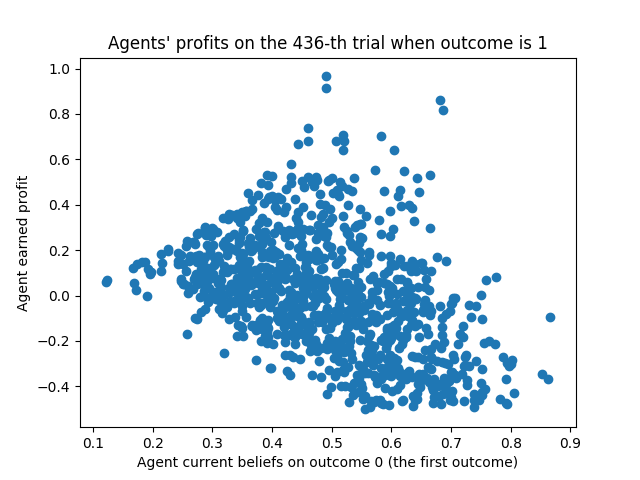 Agents' profits on the 436-th trial when outcome is 1
1.0
0.8
0.6
0.4
0.2
0.0
−0.2
−0.4
Agent earned profit
0.1 0.2 0.3 0.4 0.5 0.6 0.7 0.8 0.9
Agent current beliefs on outcome 0 (the first outcome)